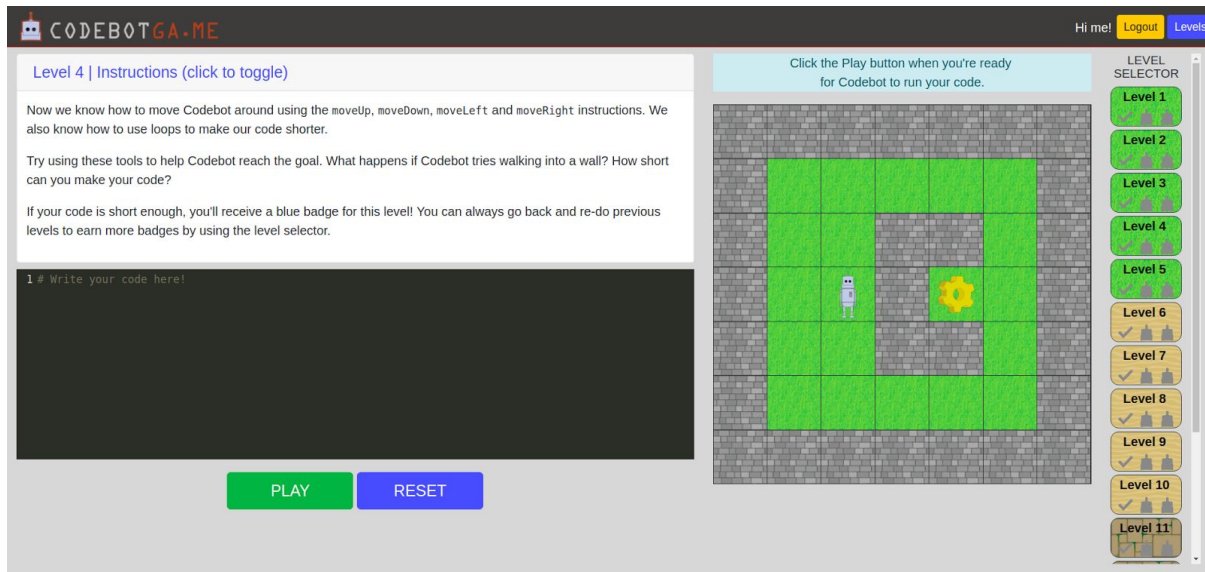 CODEBOTGA.ME
Hi me!
Logout
Levels
Level 4 | Instructions (click to toggle)
Now we know how to move Codebot around using the moveUp, moveDown, moveLeft and moveRight instructions. We
also know how to use loops to make our code shorter.
Try using these tools to help Codebot reach the goal. What happens if Codebot tries walking into a wall? How short
can you make your code?
If your code is short enough, you'll receive a blue badge for this level! You can always go back and re-do previous
levels to earn more badges by using the level selector.
1 # Write your code here!
PLAY
RESET
Click the Play button when you're ready
for Codebot to run your code.
LEVEL
SELECTOR
Level 1
Level 2
Level 3
Level 4
Level 5
Level 6
Level 7
Level 8
Level 9
Level 10
Level 11